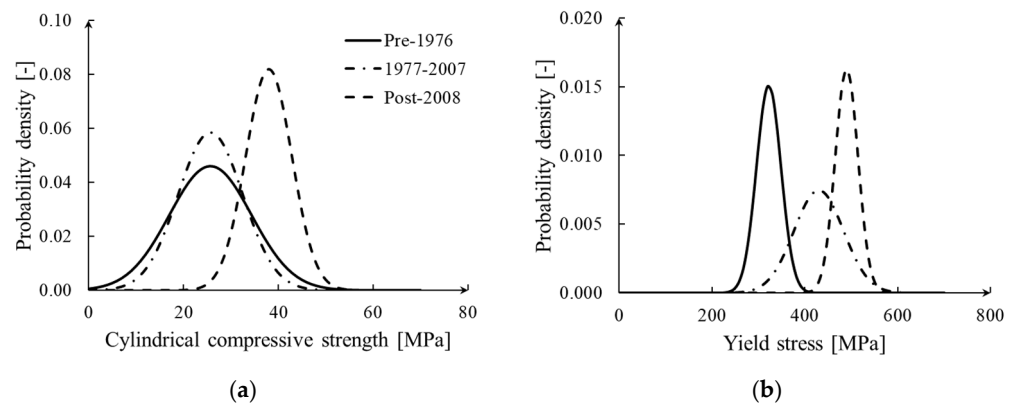 0.10
0.08
0.06
0.04
0.02
0.00
Probability density [-]
0 20 40 60 80
Cylindrical compressive strength [MPa]
Pre-1976
1977-2007
Post-2008
(a)
0.020
0.015
0.010
0.005
0.000
Probability density [-]
0 200 400 600 800
Yield stress [MPa]
(b)